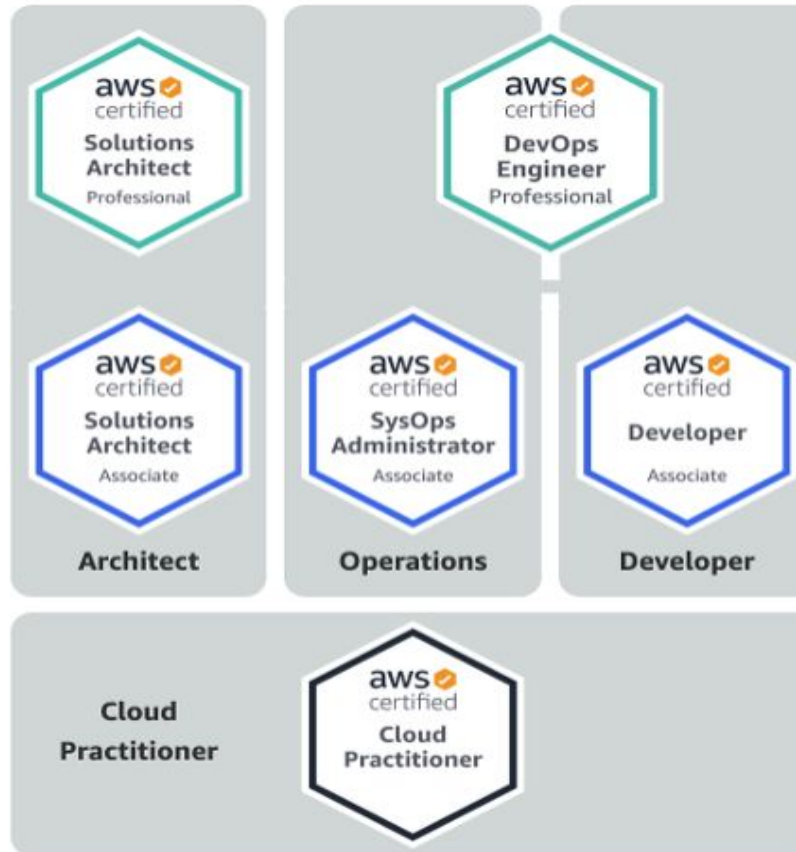 aws
certified
Solutions
Architect
Professional
aws
certified
DevOps
Engineer
Professional
aws
certified
Solutions
Architect
Associate
aws
certified
SysOps
Administrator
Associate
aws
certified
Developer
Associate
Architect
Operations
Developer
Cloud
Practitioner
aws
certified
Cloud
Practitioner